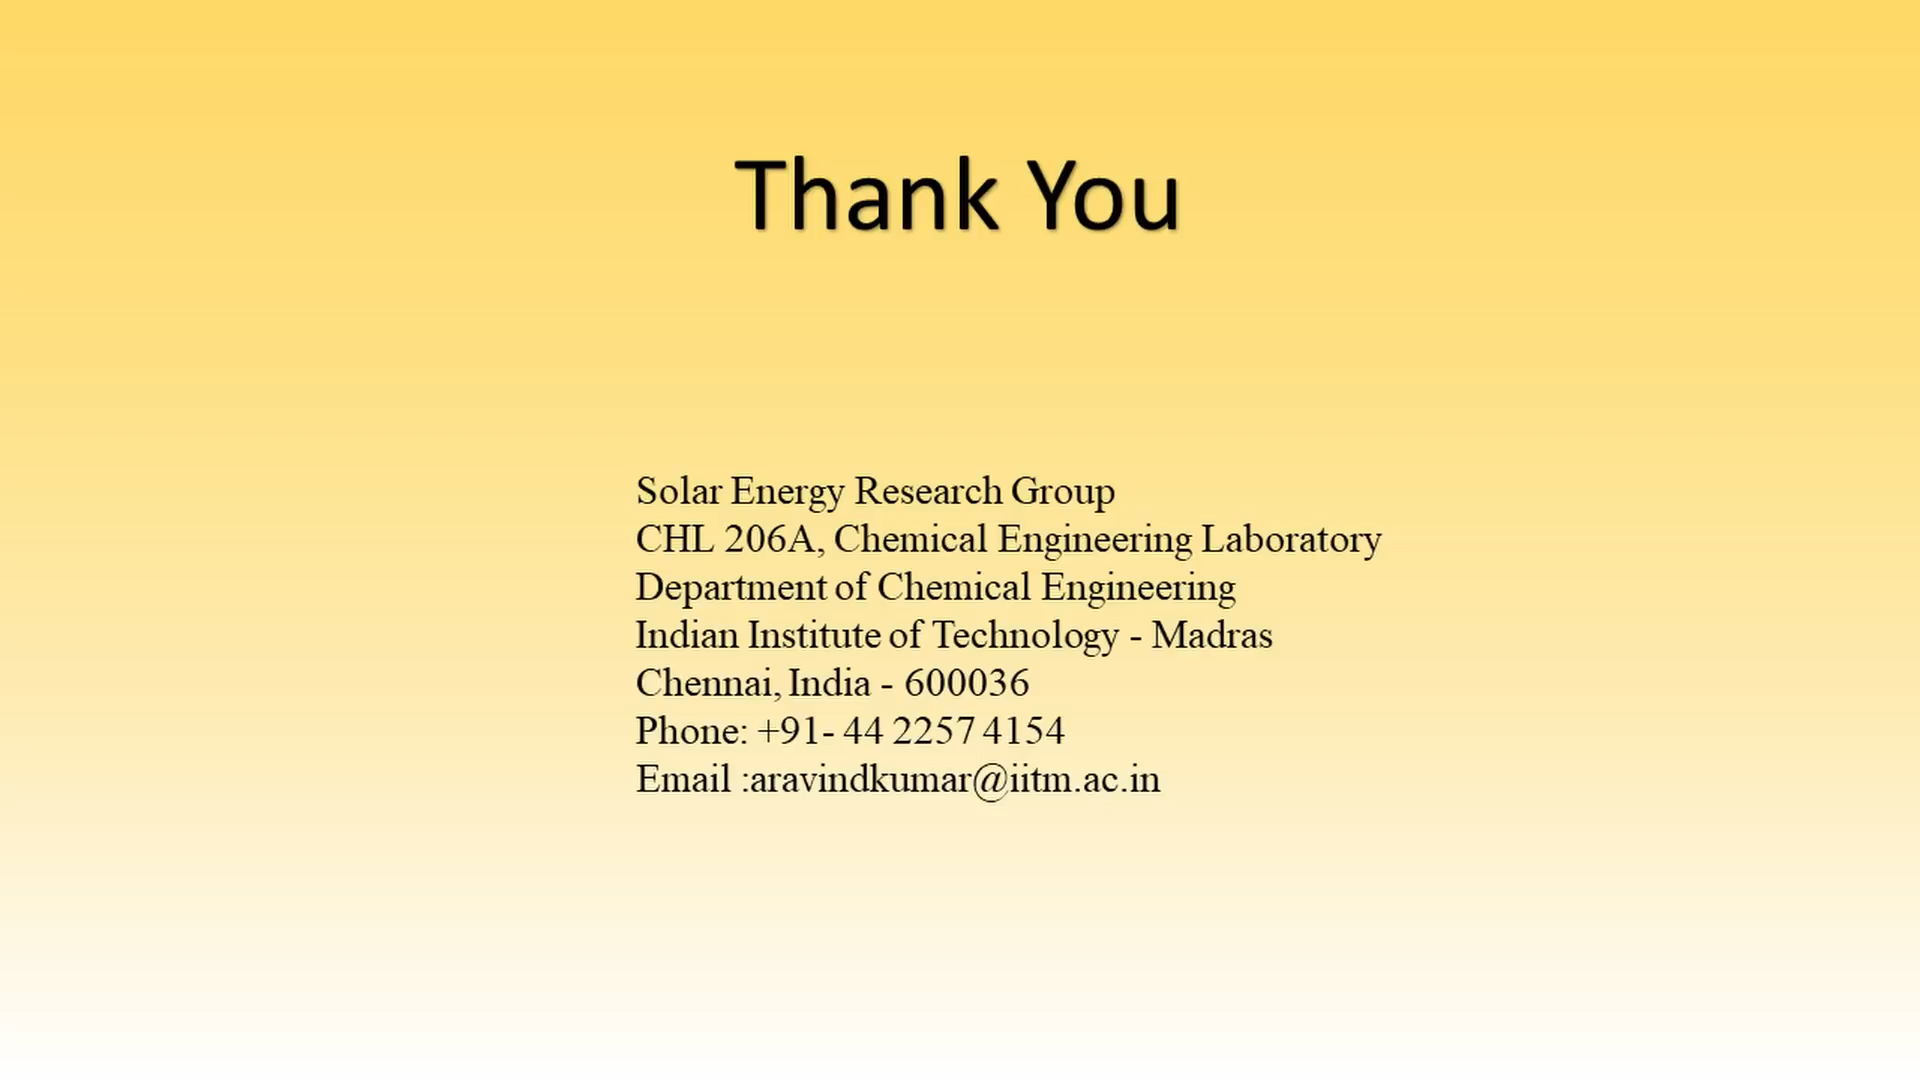 Thank You
Solar Energy Research Group
CHL 206A, Chemical Engineering Laboratory
Department of Chemical Engineering
Indian Institute of Technology - Madras
Chennai, India - 600036
Phone: +91- 44 2257 4154
Email :aravindkumar@iitm.ac.in